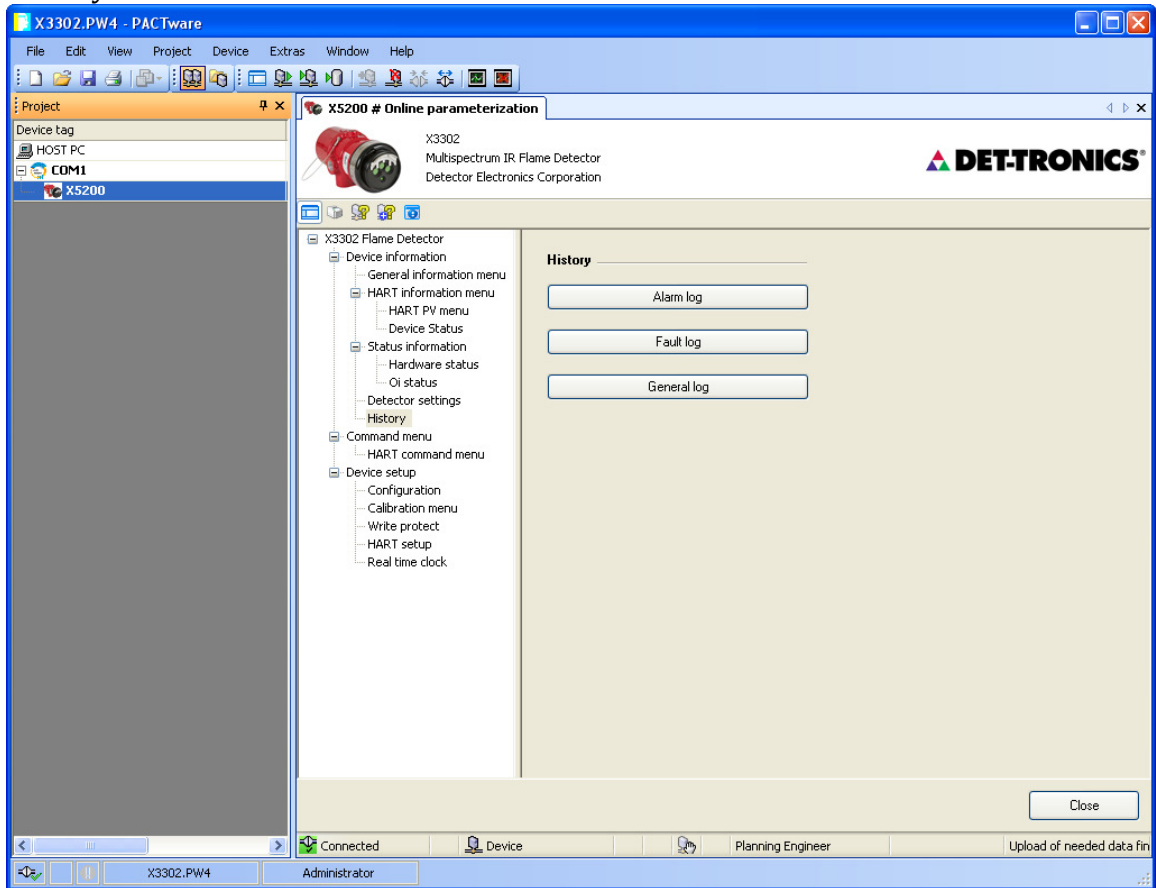 X3302.PW4 - PACTware
File Edit View Project Device Extras Window Help
Project
Device tag
HOST PC
COM1
X5200
X5200 # Online parameterization
X3302
Multispectrum IR Flame Detector
Detector Electronics Corporation
DET-TRONICS®
X3302 Flame Detector
Device information
General information menu
HART information menu
HART PV menu
Device Status
Status information
Hardware status
Oi status
Detector settings
History
Command menu
HART command menu
Device setup
Configuration
Calibration menu
Write protect
HART setup
Real time clock
History
Alarm log
Fault log
General log
Close
Connected Device Planning Engineer Upload of needed data fin
X3302.PW4 Administrator